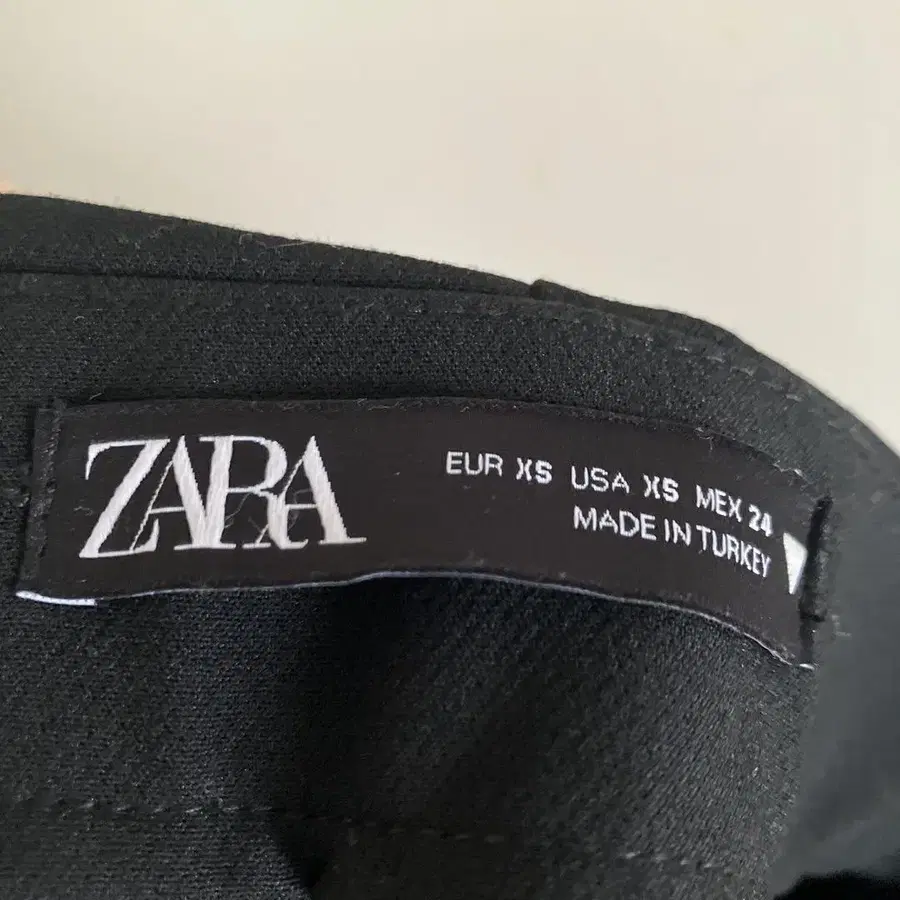 ZARA
EUR XS USA XS MEX 24
MADE IN TURKEY